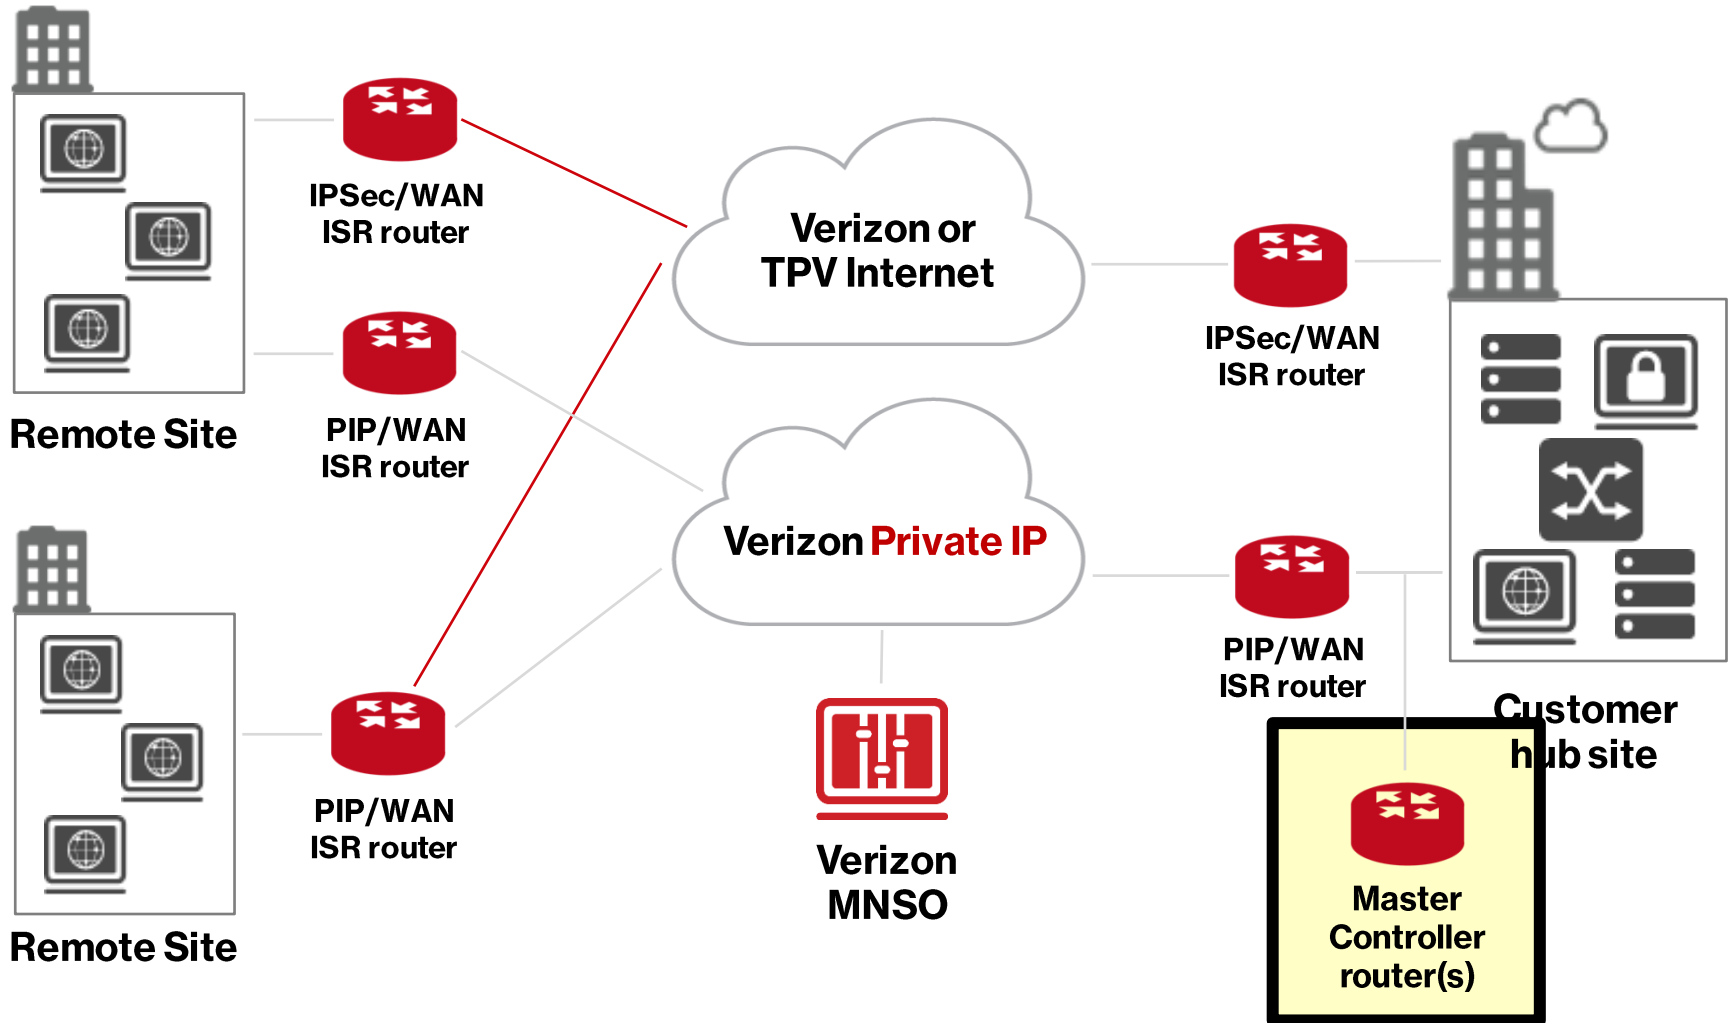 IPSec/WAN
ISR router
Verizon or
TPV Internet
IPSec/WAN
ISR router
Remote Site
PIP/WAN
ISR router
Verizon Private IP
PIP/WAN
ISR router
Customer
hub site
PIP/WAN
ISR router
Remote Site
Verizon
MNSO
Master
Controller
router(s)